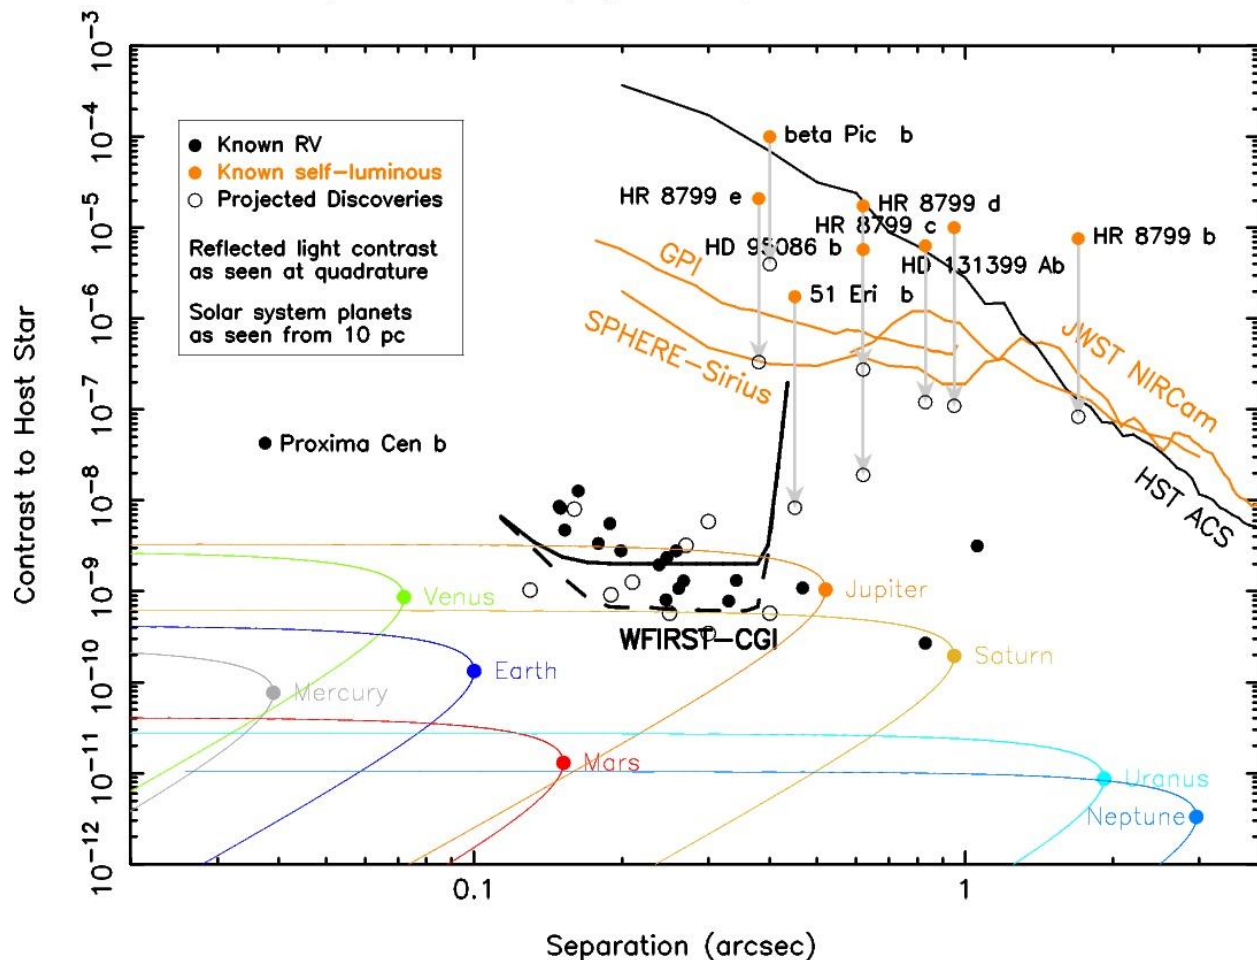 Contrast to Host Star
10⁻³
10⁻⁴
10⁻⁵
10⁻⁶
10⁻⁷
10⁻⁸
10⁻⁹
10⁻¹⁰
10⁻¹¹
10⁻¹²
Known RV
Known self-luminous
Projected Discoveries
Reflected light contrast
as seen at quadrature
Solar system planets
as seen from 10 pc
beta Pic b
HR 8799 e
HR 8799 d
HR 8799 c
HR 8799 b
HD 95086 b
HD 131399 Ab
51 Eri b
GPI
SPHERE-Sirius
JWST NIRCam
HST ACS
Proxima Cen b
WFIRST-CGI
Venus
Jupiter
Earth
Saturn
Mercury
Mars
Uranus
Neptune
0.1
1
Separation (arcsec)